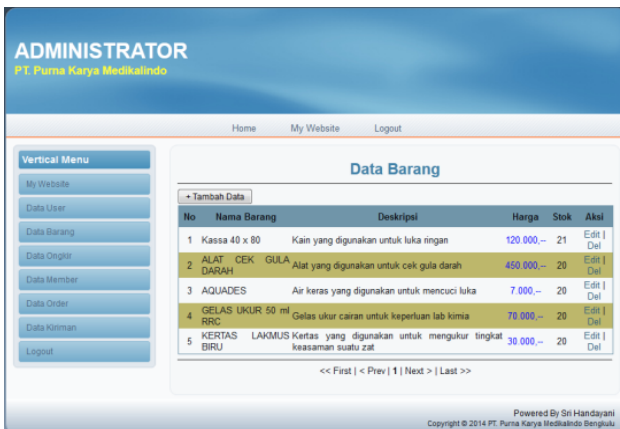 ADMINISTRATOR
PT. Purna Karya Medikalindo
Home My Website Logout
Vertical Menu
My Website
Data User
Data Barang
Data Ongkir
Data Member
Data Order
Data Kiriman
Logout
Data Barang
+ Tambah Data
No Nama Barang Deskripsi Harga Stok Aksi
1 Kassa 40 x 80 Kain yang digunakan untuk luka ringan 120.000,-- 21 Edit | Del
2 ALAT CEK GULA DARAH Alat yang digunakan untuk cek gula darah 450.000,-- 20 Edit | Del
3 AQUADES Air keras yang digunakan untuk mencuci luka 7.000,-- 20 Edit | Del
4 GELAS UKUR 50 ml RRC Gelas ukur cairan untuk keperluan lab kimia 70.000,-- 20 Edit | Del
5 KERTAS LAKMUS BIRU Kertas yang digunakan untuk mengukur tingkat keasaman suatu zat 30.000,-- 20 Edit | Del
<< First | < Prev | 1 | Next > | Last >>
Powered By Sri Handayani
Copyright © 2014 PT. Purna Karya Medikalindo Bengkulu